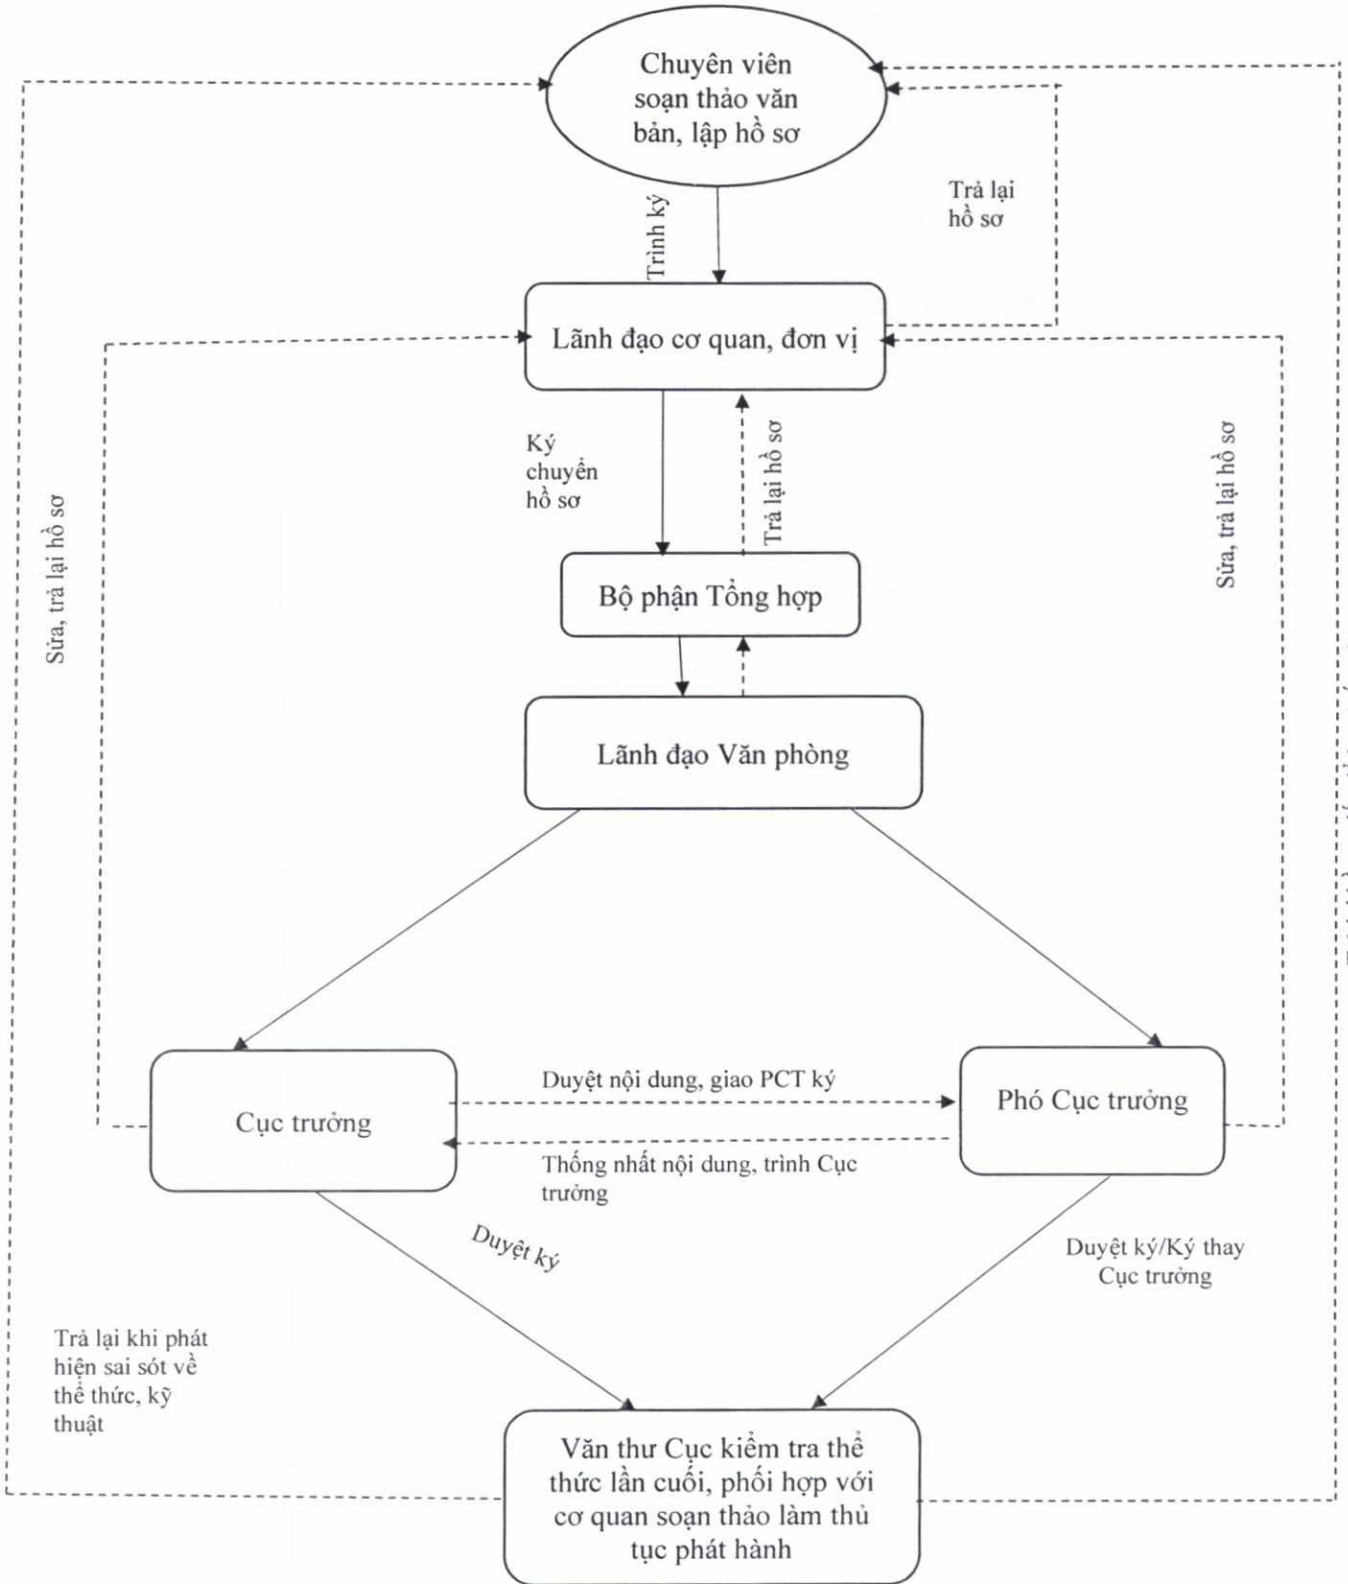 Chuyên viên
soạn thảo văn
bản, lập hồ sơ
Trình ký
Trả lại
hồ sơ
Lãnh đạo cơ quan, đơn vị
Ký
chuyển
hồ sơ
Trả lại hồ sơ
Sửa, trả lại hồ sơ
Sửa, trả lại hồ sơ
Bộ phận Tổng hợp
Lãnh đạo Văn phòng
Cục trưởng
Duyệt nội dung, giao PCT ký
Phó Cục trưởng
Thống nhất nội dung, trình Cục
trưởng
Duyệt ký
Duyệt ký/Ký thay
Cục trưởng
Trả lại khi phát
hiện sai sót về
thể thức, kỹ
thuật
Văn thư Cục kiểm tra thể
thức lần cuối, phối hợp với
cơ quan soạn thảo làm thủ
tục phát hành